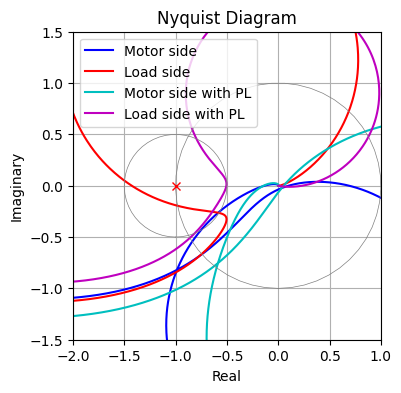 Nyquist Diagram
Motor side
Load side
Motor side with PL
Load side with PL
1.5
1.0
0.5
0.0
−0.5
−1.0
−1.5
Imaginary
−2.0 −1.5 −1.0 −0.5 0.0 0.5 1.0
Real